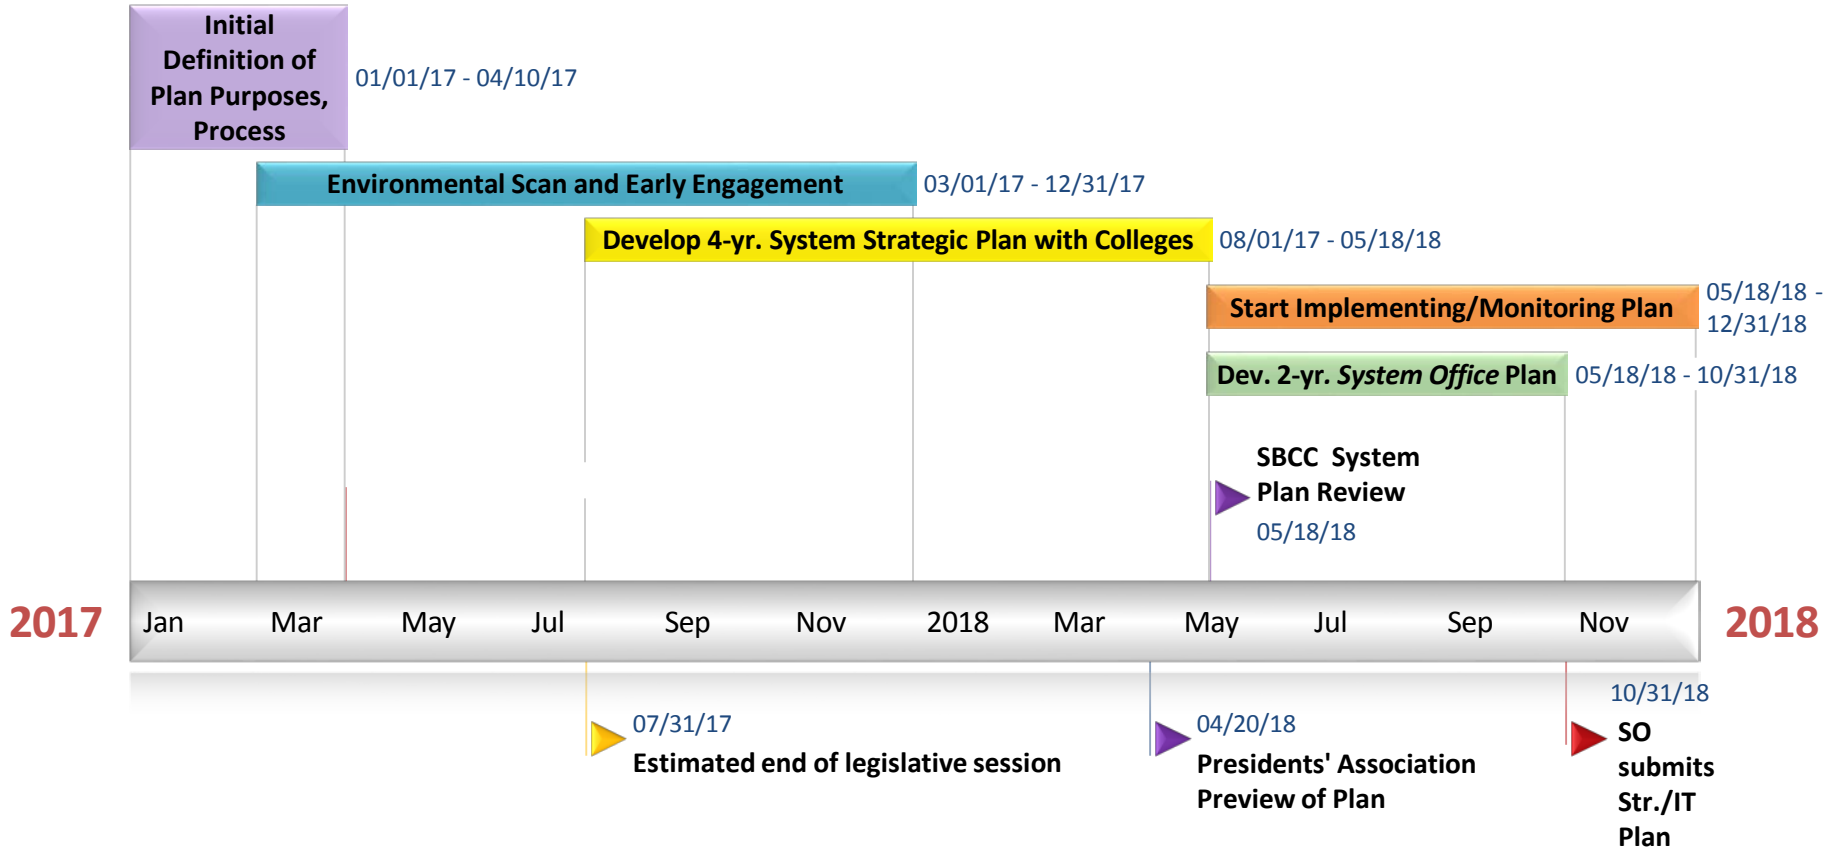 Initial
Definition of
Plan Purposes,
Process
01/01/17 - 04/10/17
Environmental Scan and Early Engagement
03/01/17 - 12/31/17
Develop 4-yr. System Strategic Plan with Colleges
08/01/17 - 05/18/18
Start Implementing/Monitoring Plan
05/18/18 -
12/31/18
Dev. 2-yr. System Office Plan
05/18/18 - 10/31/18
SBCC System
Plan Review
05/18/18
2017
Jan Mar May Jul Sep Nov 2018 Mar May Jul Sep Nov
2018
07/31/17
Estimated end of legislative session
04/20/18
Presidents' Association
Preview of Plan
10/31/18
SO
submits
Str./IT
Plan